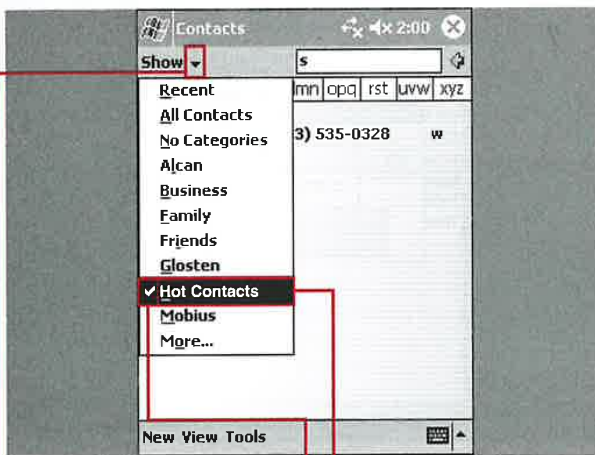 Contacts 2:00
Show s
Recent lmn opq rst uvw xyz
All Contacts
No Categories 3) 535-0328 w
Alcan
Business
Family
Friends
Glosten
Hot Contacts
Mobius
More...
New View Tools